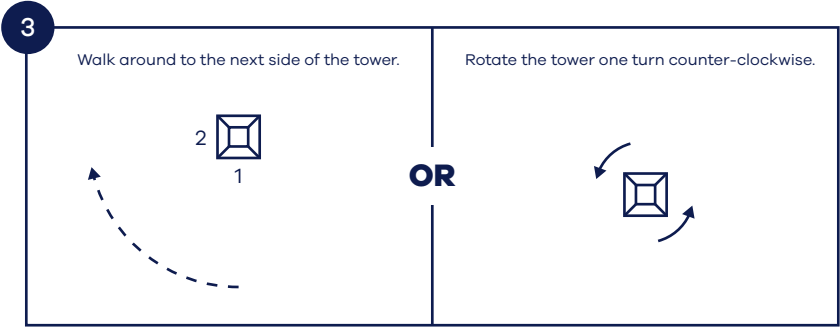 3
Walk around to the next side of the tower.
2
1
OR
Rotate the tower one turn counter-clockwise.